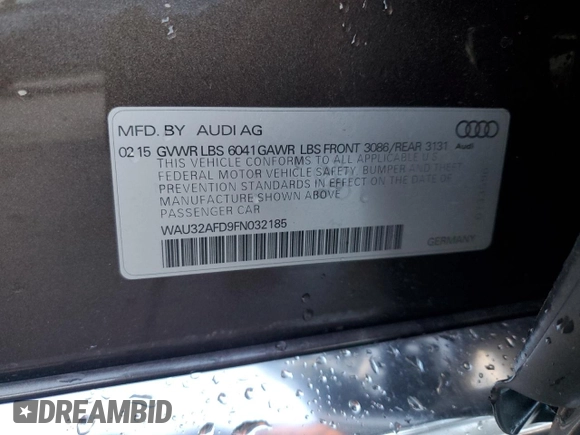 MFD. BY AUDI AG
02 15 GVWR LBS 6041 GAWR LBS FRONT 3086/REAR 3131 Audi
THIS VEHICLE CONFORMS TO ALL APPLICABLE U.S.
FEDERAL MOTOR VEHICLE SAFETY, BUMPER AND THEFT
PREVENTION STANDARDS IN EFFECT ON THE DATE OF
MANUFACTURE SHOWN ABOVE.
PASSENGER CAR
WAU32AFD9FN032185
GERMANY
DREAMBID